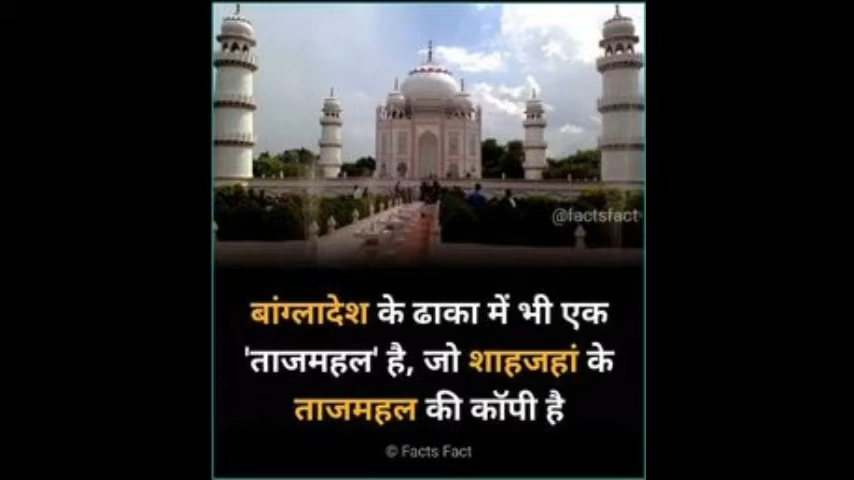 @factsfact
बांग्लादेश के ढाका में भी एक
'ताजमहल' है, जो शाहजहां के
ताजमहल की कॉपी है
© Facts Fact